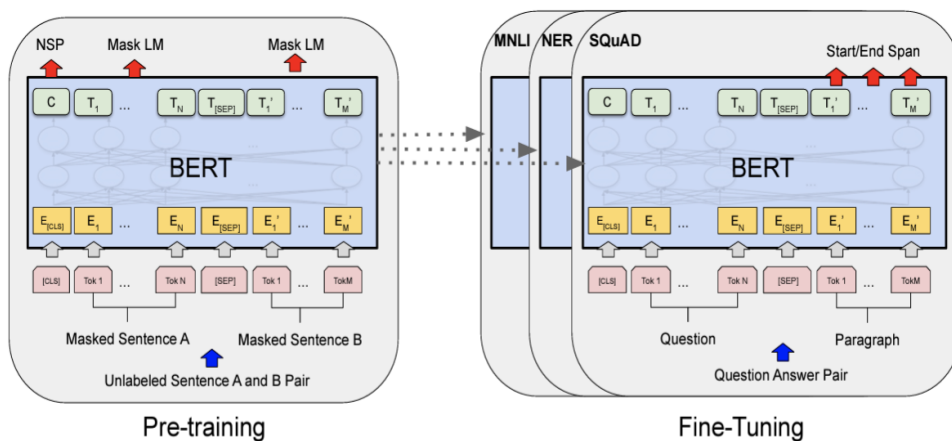 NSP Mask LM Mask LM
C T1 ... TN T[SEP] T1' ... TM'
BERT
E[CLS] E1 ... EN E[SEP] E1' ... EM'
[CLS] Tok 1 ... Tok N [SEP] Tok 1 ... TokM
Masked Sentence A Masked Sentence B
Unlabeled Sentence A and B Pair
Pre-training
MNLI NER SQuAD
Start/End Span
C T1 ... TN T[SEP] T1' ... TM'
BERT
E[CLS] E1 ... EN E[SEP] E1' ... EM'
[CLS] Tok 1 ... Tok N [SEP] Tok 1 ... TokM
Question Paragraph
Question Answer Pair
Fine-Tuning